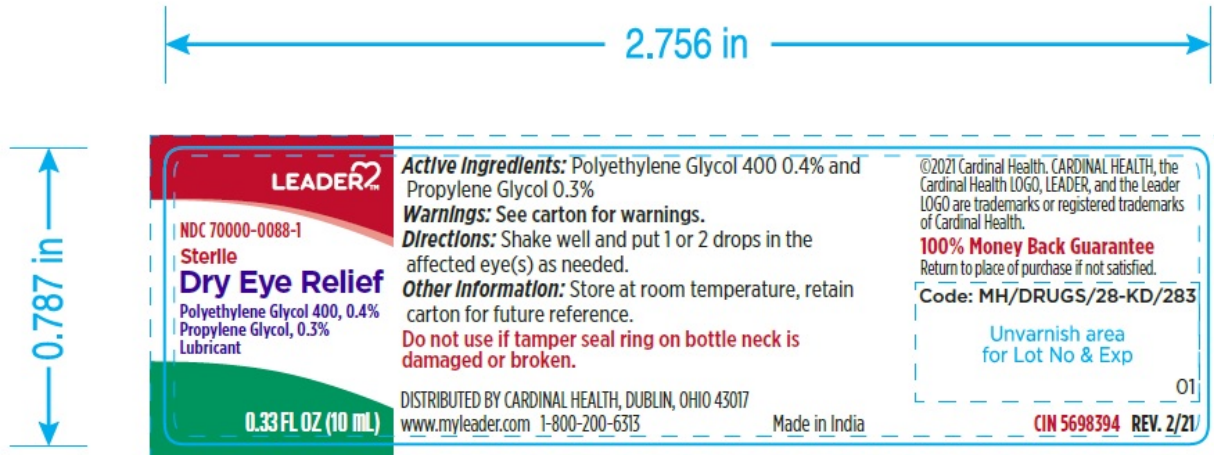 2.756 in
0.787 in
LEADER™
NDC 70000-0088-1
Sterile
Dry Eye Relief
Polyethylene Glycol 400, 0.4%
Propylene Glycol, 0.3%
Lubricant
0.33 FL OZ (10 mL)
Active Ingredients: Polyethylene Glycol 400 0.4% and
Propylene Glycol 0.3%
Warnings: See carton for warnings.
Directions: Shake well and put 1 or 2 drops in the
affected eye(s) as needed.
Other Information: Store at room temperature, retain
carton for future reference.
Do not use if tamper seal ring on bottle neck is
damaged or broken.
DISTRIBUTED BY CARDINAL HEALTH, DUBLIN, OHIO 43017
www.myleader.com 1-800-200-6313 Made in India
©2021 Cardinal Health. CARDINAL HEALTH, the
Cardinal Health LOGO, LEADER, and the Leader
LOGO are trademarks or registered trademarks
of Cardinal Health.
100% Money Back Guarantee
Return to place of purchase if not satisfied.
Code: MH/DRUGS/28-KD/283
Unvarnish area
for Lot No & Exp
01
CIN 5698394 REV. 2/21